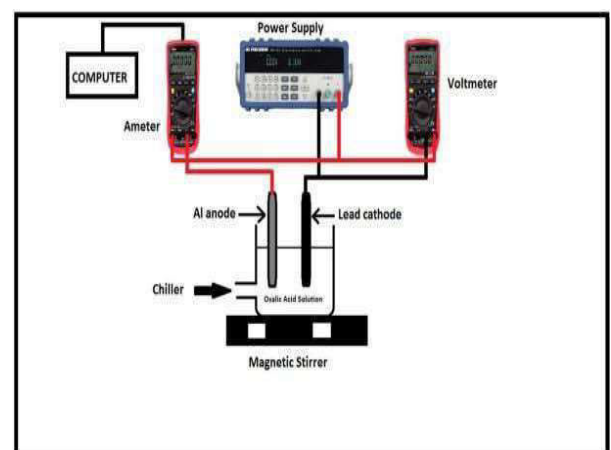 Power Supply
COMPUTER
Voltmeter
Ameter
Al anode
Lead cathode
Chiller
Oxalic Acid Solution
Magnetic Stirrer